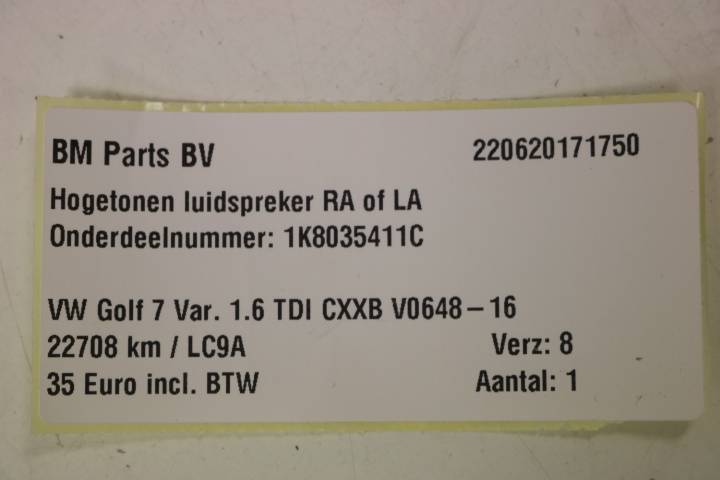 BM Parts BV 220620171750
Hogetonen luidspreker RA of LA
Onderdeelnummer: 1K8035411C
VW Golf 7 Var. 1.6 TDI CXXB V0648-16
22708 km / LC9A Verz: 8
35 Euro incl. BTW Aantal: 1